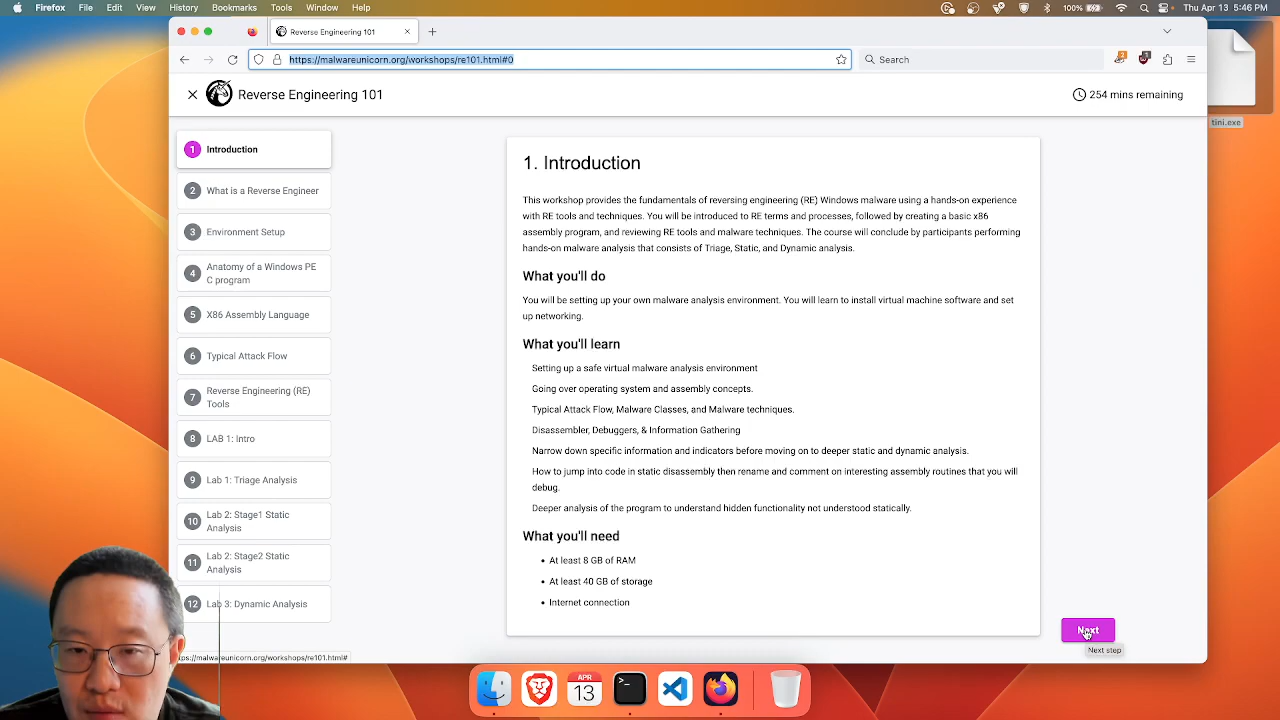 Firefox File Edit View History Bookmarks Tools Window Help
100% Thu Apr 13 5:46 PM
Reverse Engineering 101
https://malwareunicorn.org/workshops/re101.html#0
Search
tini.exe
Reverse Engineering 101
254 mins remaining
1 Introduction
2 What is a Reverse Engineer
3 Environment Setup
4 Anatomy of a Windows PE
C program
5 X86 Assembly Language
6 Typical Attack Flow
7 Reverse Engineering (RE)
Tools
8 LAB 1: Intro
9 Lab 1: Triage Analysis
10 Lab 2: Stage1 Static
Analysis
11 Lab 2: Stage2 Static
Analysis
12 Lab 3: Dynamic Analysis
ps://malwareunicorn.org/workshops/re101.html#
1. Introduction
This workshop provides the fundamentals of reversing engineering (RE) Windows malware using a hands-on experience
with RE tools and techniques. You will be introduced to RE terms and processes, followed by creating a basic x86
assembly program, and reviewing RE tools and malware techniques. The course will conclude by participants performing
hands-on malware analysis that consists of Triage, Static, and Dynamic analysis.
What you'll do
You will be setting up your own malware analysis environment. You will learn to install virtual machine software and set
up networking.
What you'll learn
Setting up a safe virtual malware analysis environment
Going over operating system and assembly concepts.
Typical Attack Flow, Malware Classes, and Malware techniques.
Disassembler, Debuggers, & Information Gathering
Narrow down specific information and indicators before moving on to deeper static and dynamic analysis.
How to jump into code in static disassembly then rename and comment on interesting assembly routines that you will
debug.
Deeper analysis of the program to understand hidden functionality not understood statically.
What you'll need
• At least 8 GB of RAM
• At least 40 GB of storage
• Internet connection
Next
Next step
APR
13